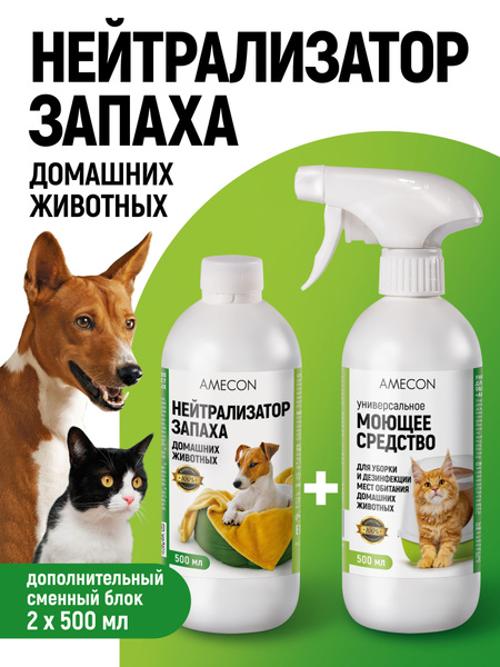 НЕЙТРАЛИЗАТОР
ЗАПАХА
ДОМАШНИХ
ЖИВОТНЫХ
AMECON
НЕЙТРАЛИЗАТОР
ЗАПАХА
ДОМАШНИХ
ЖИВОТНЫХ
500 мл
+
AMECON
универсальное
МОЮЩЕЕ
СРЕДСТВО
ДЛЯ УБОРКИ
И ДЕЗИНФЕКЦИИ
МЕСТ ОБИТАНИЯ
ДОМАШНИХ
ЖИВОТНЫХ
500 мл
дополнительный
сменный блок
2 x 500 мл